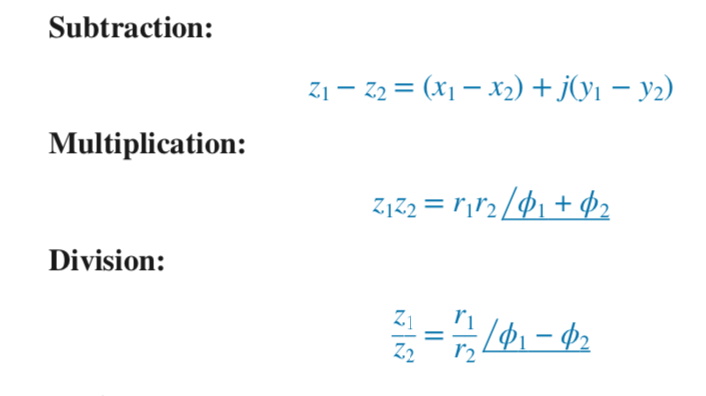 Subtraction:
z₁ − z₂ = (x₁ − x₂) + j(y₁ − y₂)
Multiplication:
z₁z₂ = r₁r₂ /ϕ₁ + ϕ₂
Division:
z₁/z₂ = r₁/r₂ /ϕ₁ − ϕ₂